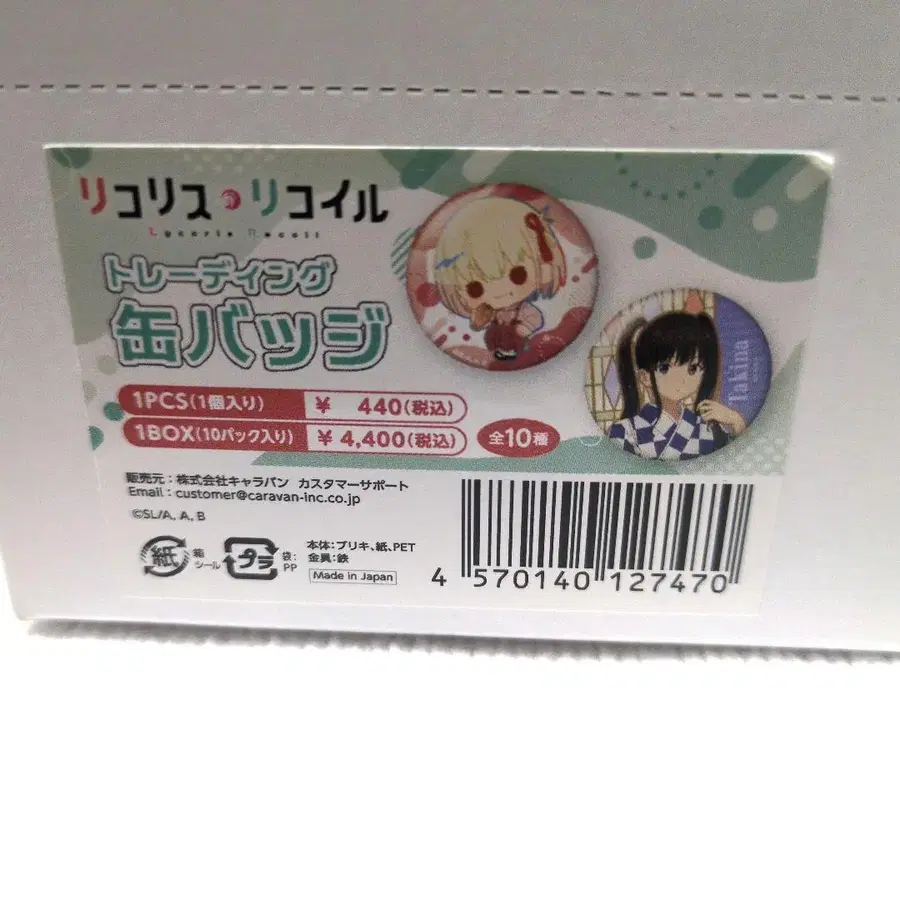 リコリス・リコイル
Lycoris Recoil
トレーディング
缶バッジ
1PCS(1個入り) ¥ 440(税込)
1BOX(10パック入り) ¥ 4,400(税込)
全10種
Takina
販売元:株式会社キャラバン カスタマーサポート
Email:customer@caravan-inc.co.jp
©SL/A, A, B
紙 箱 シール プラ 袋: PP
本体:ブリキ、紙、PET
金具:鉄
Made in Japan
4 570140 127470